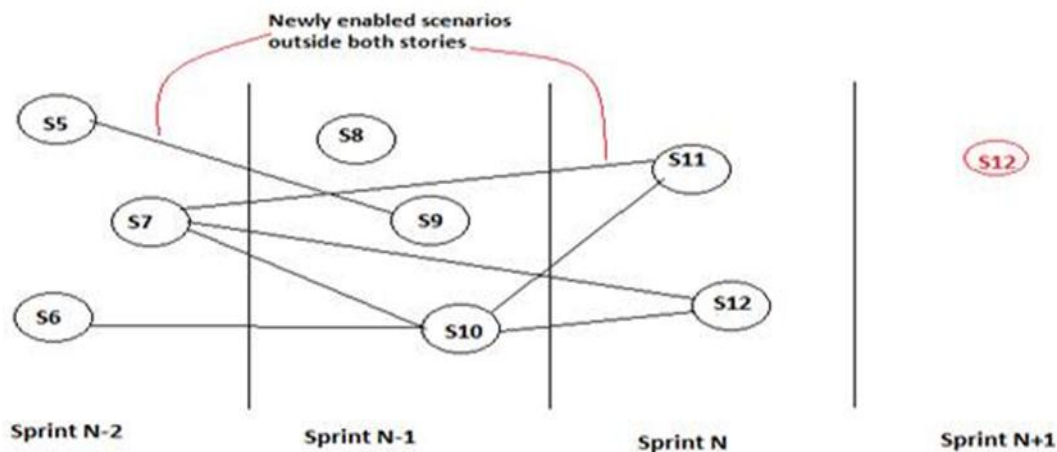 Newly enabled scenarios
outside both stories
S5
S8
S11
S12
S7
S9
S6
S10
S12
Sprint N-2
Sprint N-1
Sprint N
Sprint N+1